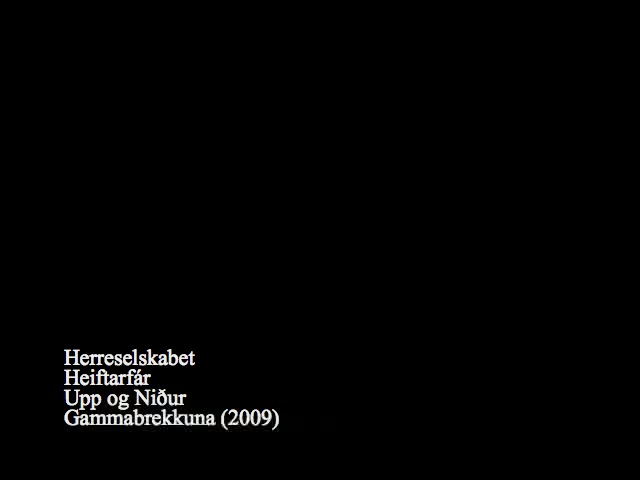 Herreselskabet
Heiftarfár
Upp og Niður
Gammabrekkuna (2009)